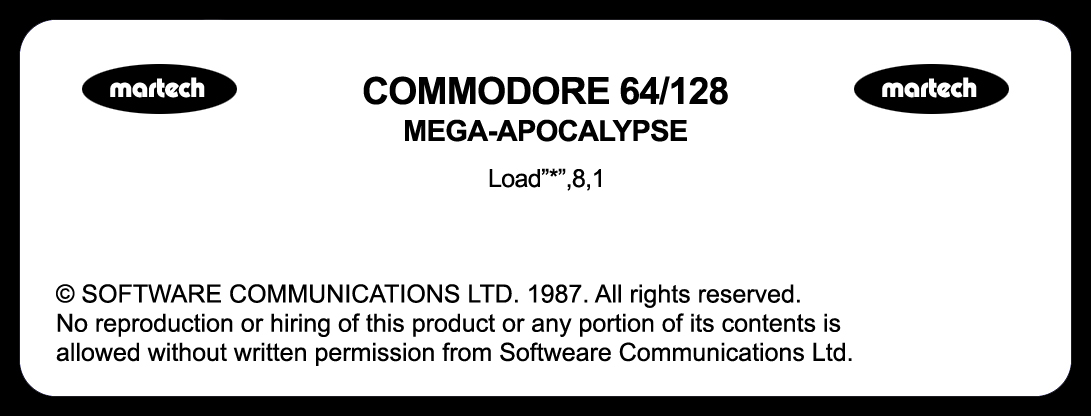 martech
COMMODORE 64/128
martech
MEGA-APOCALYPSE
Load”*”,8,1
© SOFTWARE COMMUNICATIONS LTD. 1987. All rights reserved.
No reproduction or hiring of this product or any portion of its contents is
allowed without written permission from Softweare Communications Ltd.